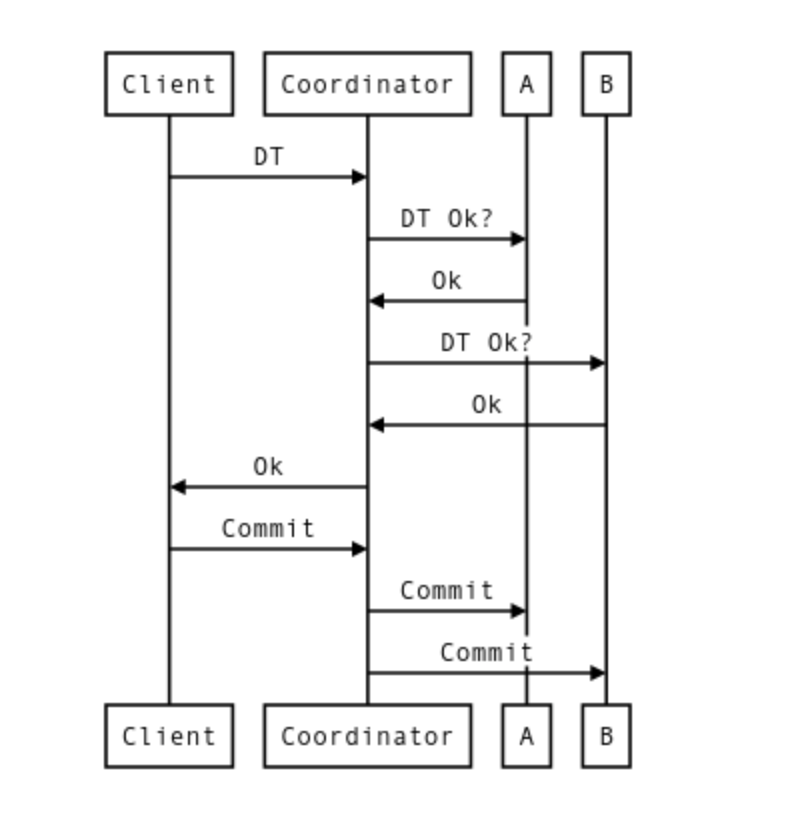 Client Coordinator A B
DT
DT Ok?
Ok
DT Ok?
Ok
Ok
Commit
Commit
Commit
Client Coordinator A B